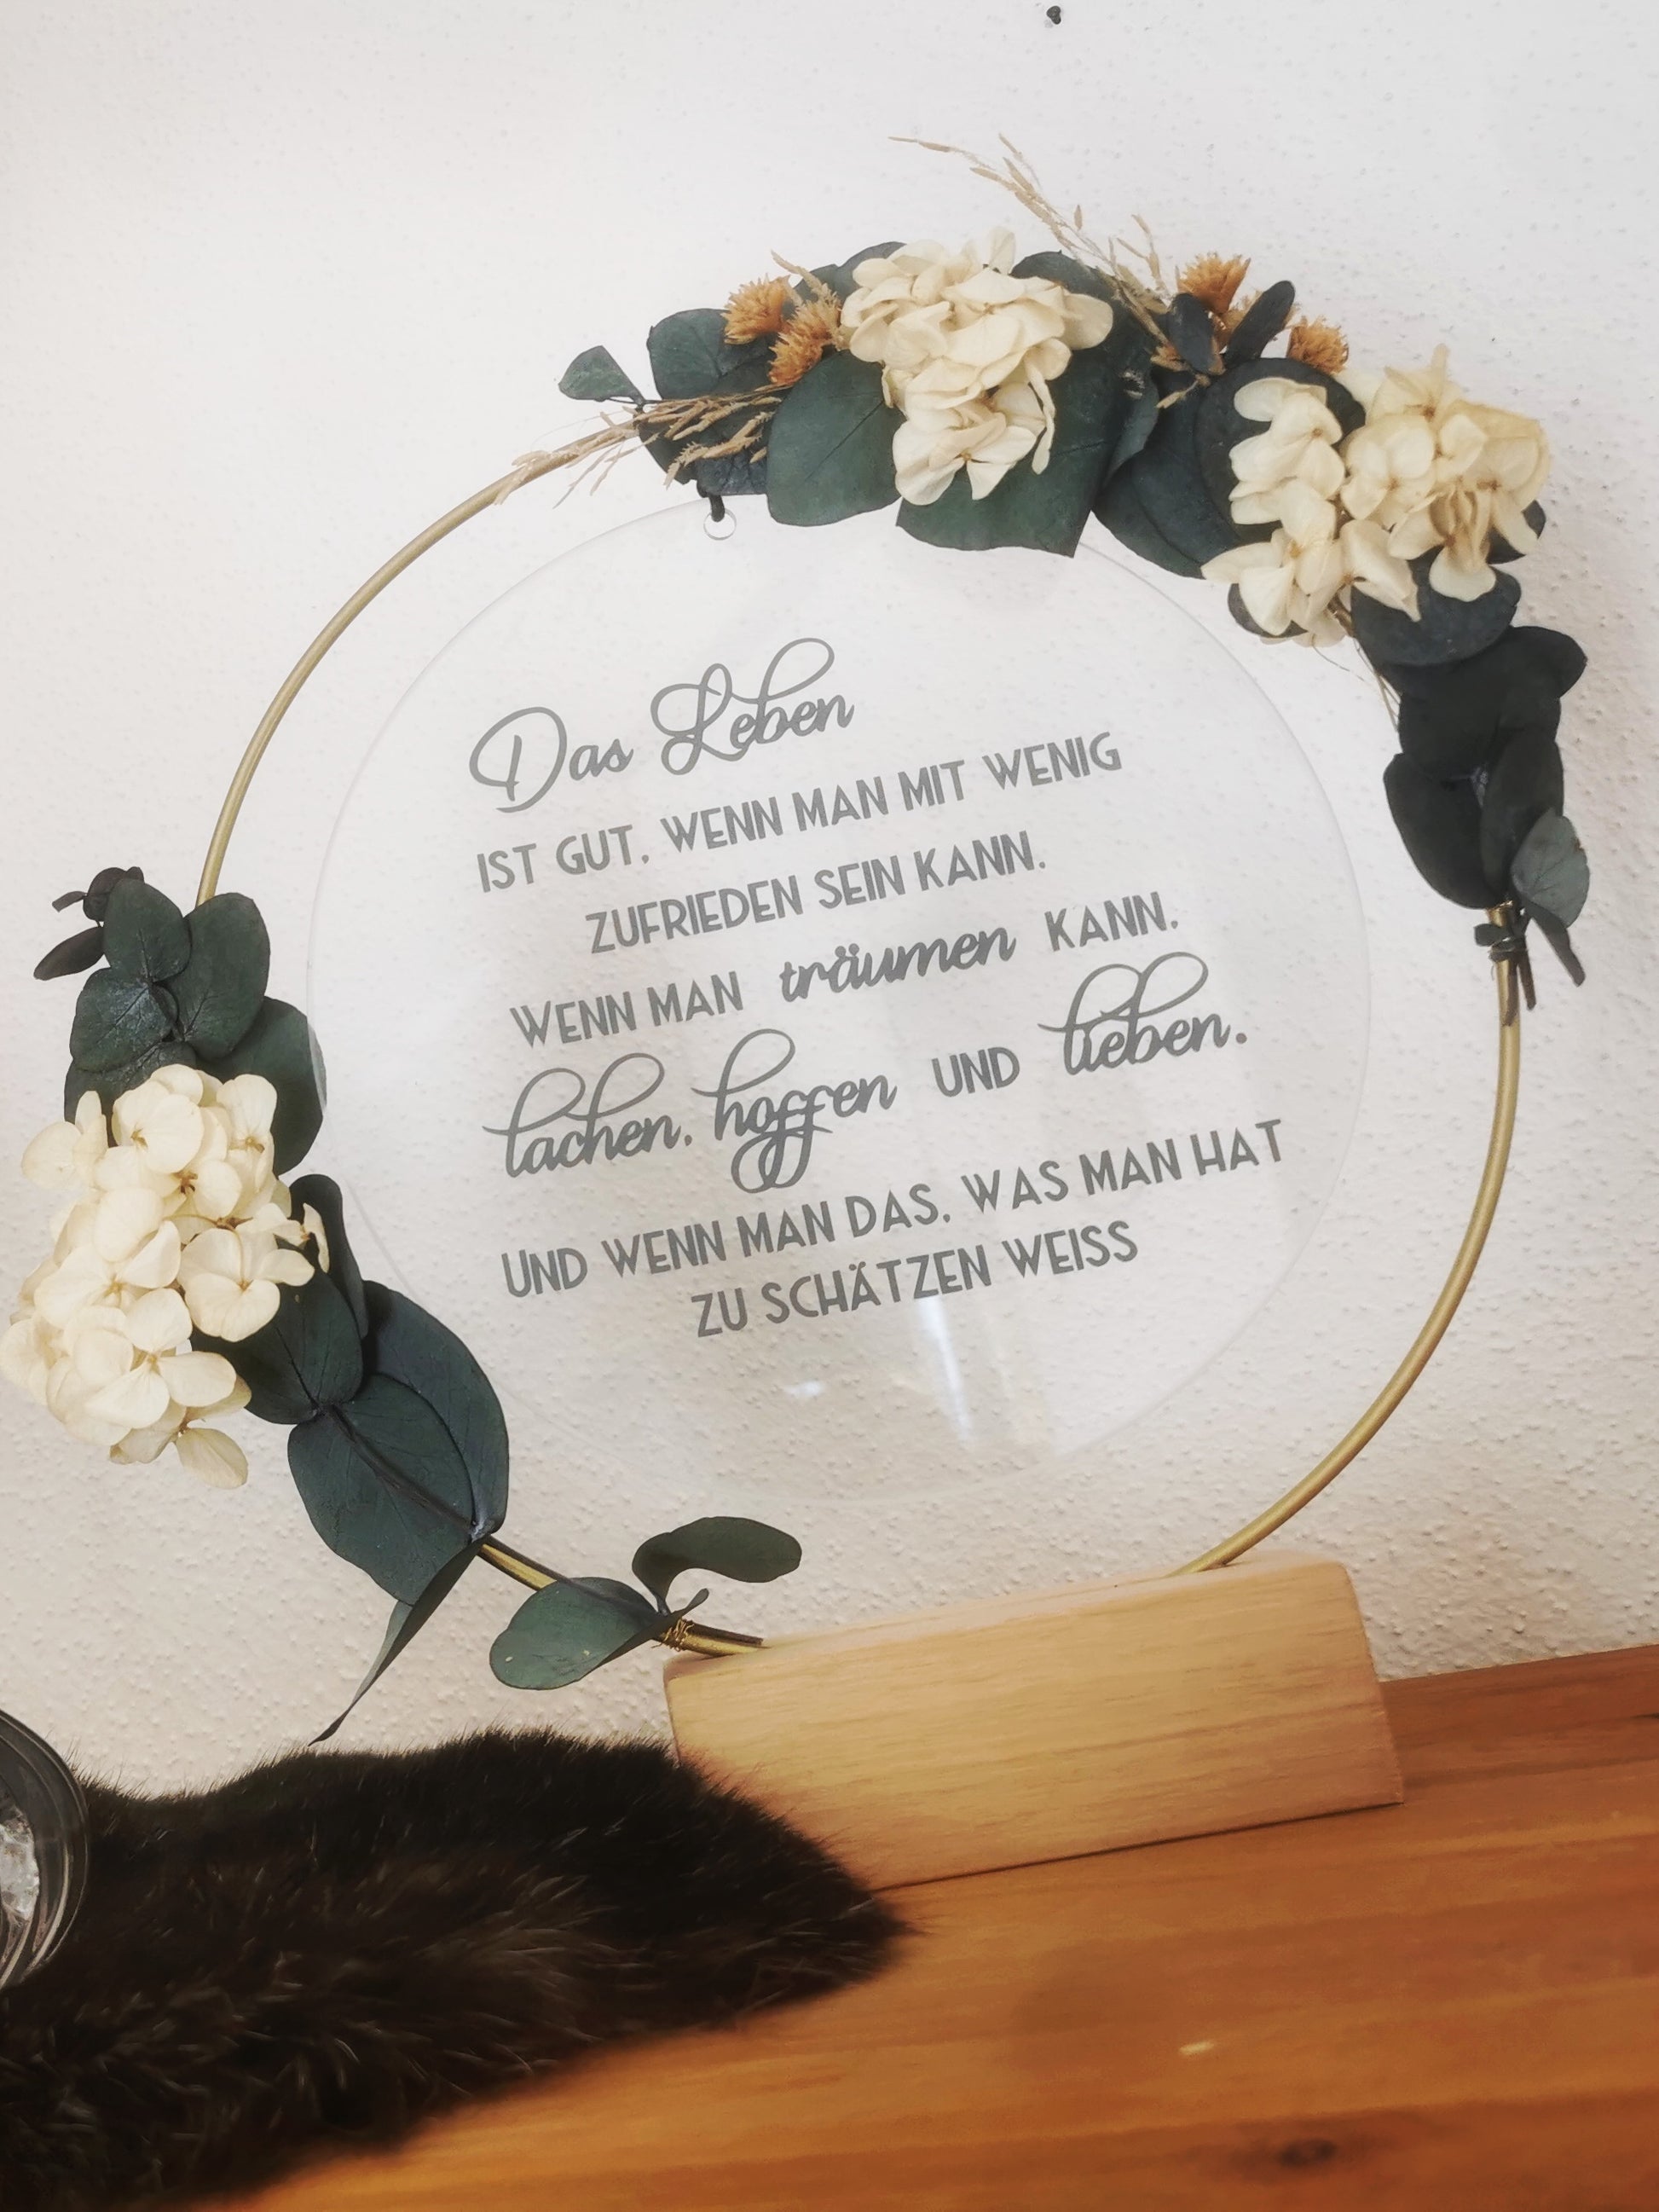 Das Leben
IST GUT, WENN MAN MIT WENIG
ZUFRIEDEN SEIN KANN.
WENN MAN träumen KANN,
lachen, hoffen UND lieben.
UND WENN MAN DAS, WAS MAN HAT
ZU SCHÄTZEN WEISS